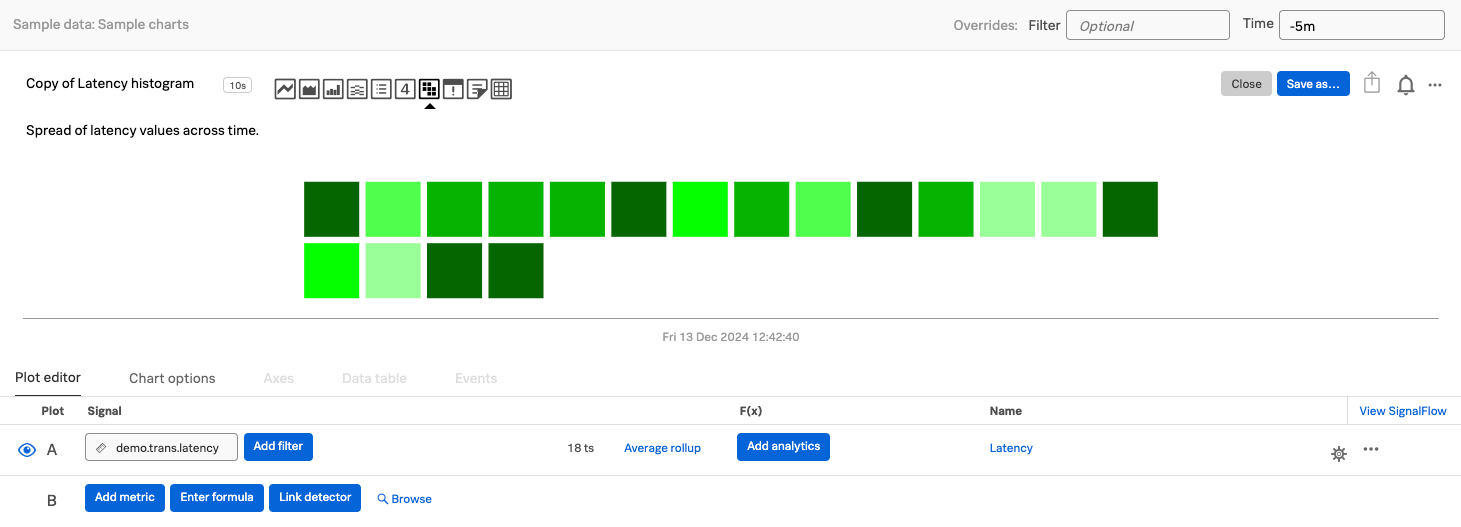 Sample data: Sample charts
Overrides: Filter Optional Time -5m
Copy of Latency histogram 10s 4 Close Save as...
Spread of latency values across time.
Fri 13 Dec 2024 12:42:40
Plot editor Chart options Axes Data table Events
Plot Signal F(x) Name View SignalFlow
A demo.trans.latency Add filter 18 ts Average rollup Add analytics Latency
B Add metric Enter formula Link detector Browse